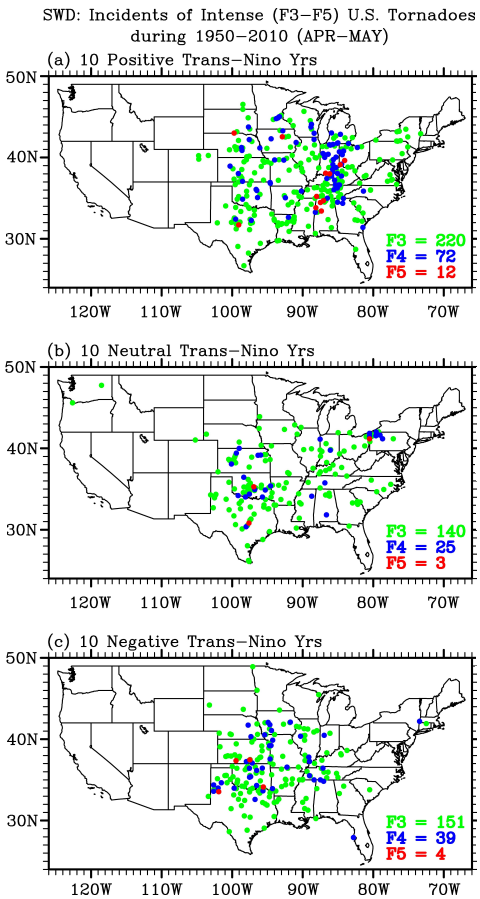 SWD: Incidents of Intense (F3-F5) U.S. Tornadoes
during 1950-2010 (APR-MAY)
(a) 10 Positive Trans-Nino Yrs
50N
40N
30N
F3 = 220
F4 = 72
F5 = 12
120W 110W 100W 90W 80W 70W
(b) 10 Neutral Trans-Nino Yrs
50N
40N
30N
F3 = 140
F4 = 25
F5 = 3
120W 110W 100W 90W 80W 70W
(c) 10 Negative Trans-Nino Yrs
50N
40N
30N
F3 = 151
F4 = 39
F5 = 4
120W 110W 100W 90W 80W 70W